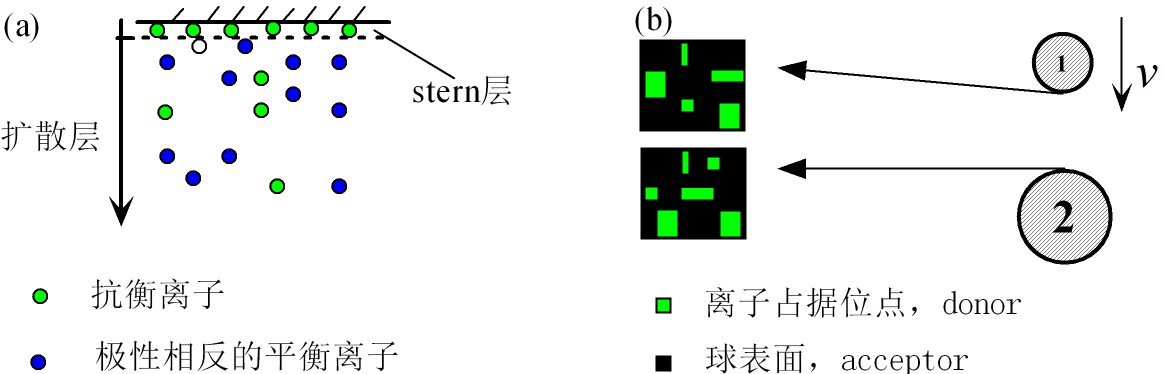 (a)
stern层
扩散层
抗衡离子
极性相反的平衡离子
(b)
1
v
2
离子占据位点，donor
球表面，acceptor